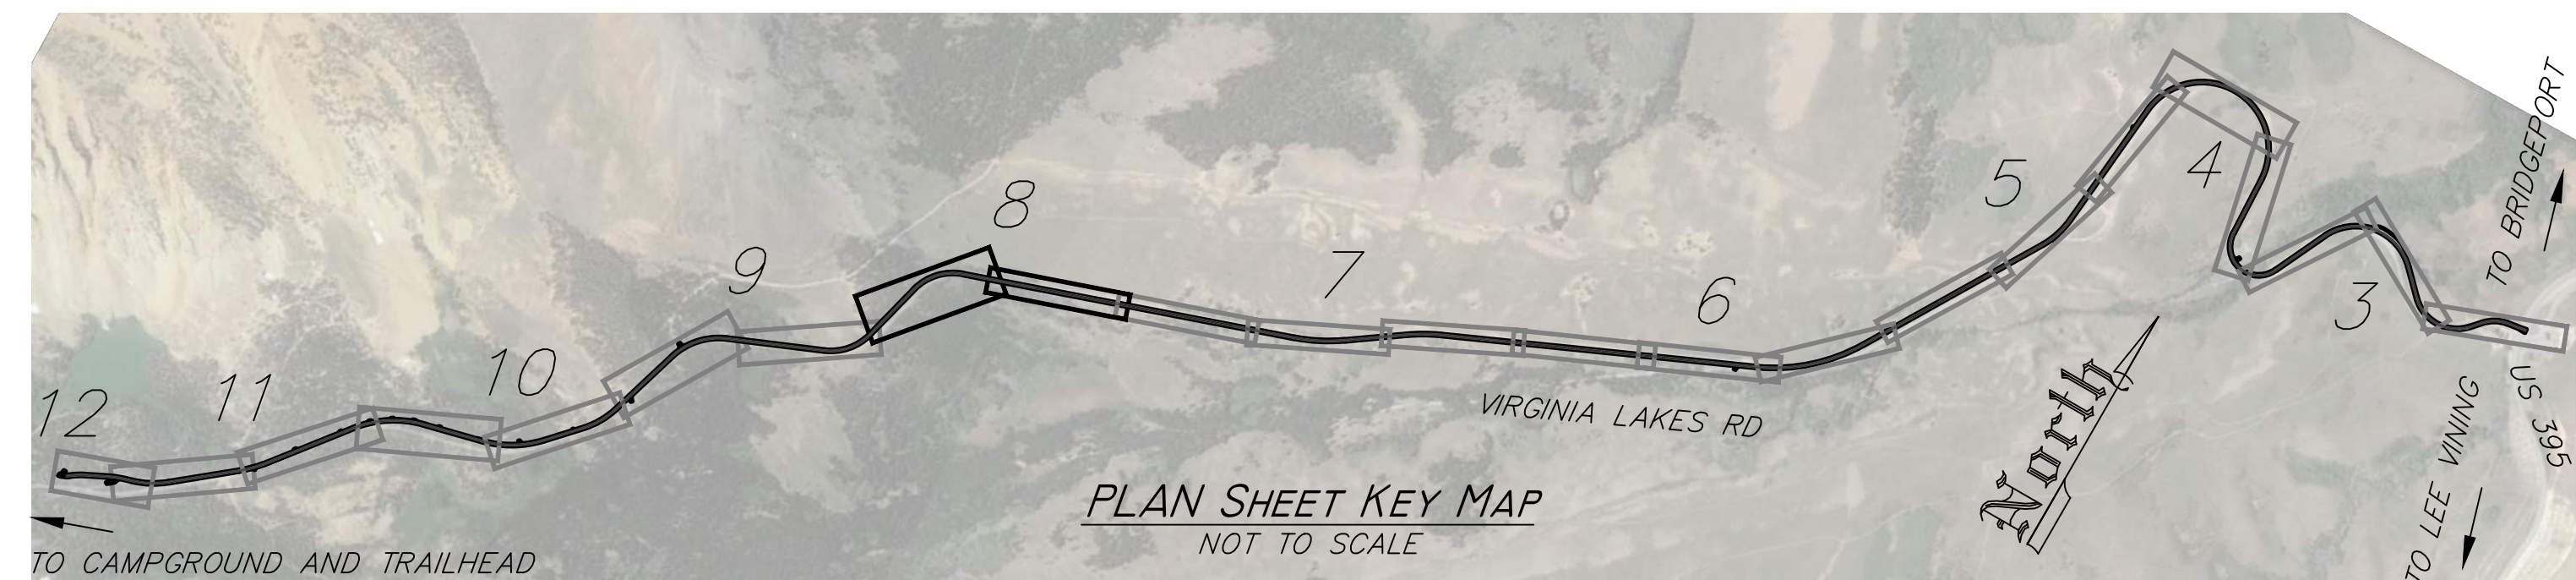 12
11
10
9
8
7
6
5
4
3
VIRGINIA LAKES RD
PLAN SHEET KEY MAP
NOT TO SCALE
North
TO BRIDGEPORT
US 395
TO LEE VINING
TO CAMPGROUND AND TRAILHEAD